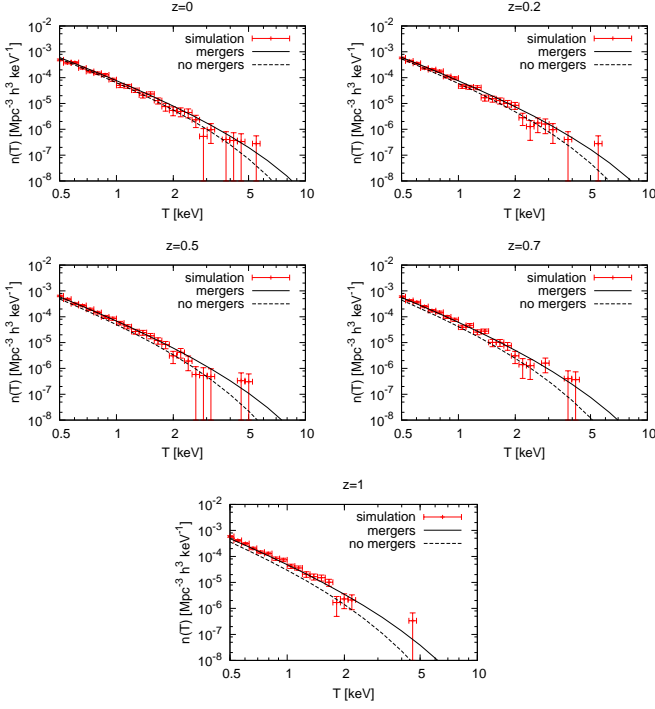 z=0
n(T) [Mpc⁻³ h³ keV⁻¹]
10⁻²
10⁻³
10⁻⁴
10⁻⁵
10⁻⁶
10⁻⁷
10⁻⁸
simulation
mergers
no mergers
0.5 1 2 5 10
T [keV]
z=0.2
n(T) [Mpc⁻³ h³ keV⁻¹]
10⁻²
10⁻³
10⁻⁴
10⁻⁵
10⁻⁶
10⁻⁷
10⁻⁸
simulation
mergers
no mergers
0.5 1 2 5 10
T [keV]
z=0.5
n(T) [Mpc⁻³ h³ keV⁻¹]
10⁻²
10⁻³
10⁻⁴
10⁻⁵
10⁻⁶
10⁻⁷
10⁻⁸
simulation
mergers
no mergers
0.5 1 2 5 10
T [keV]
z=0.7
n(T) [Mpc⁻³ h³ keV⁻¹]
10⁻²
10⁻³
10⁻⁴
10⁻⁵
10⁻⁶
10⁻⁷
10⁻⁸
simulation
mergers
no mergers
0.5 1 2 5 10
T [keV]
z=1
n(T) [Mpc⁻³ h³ keV⁻¹]
10⁻²
10⁻³
10⁻⁴
10⁻⁵
10⁻⁶
10⁻⁷
10⁻⁸
simulation
mergers
no mergers
0.5 1 2 5 10
T [keV]